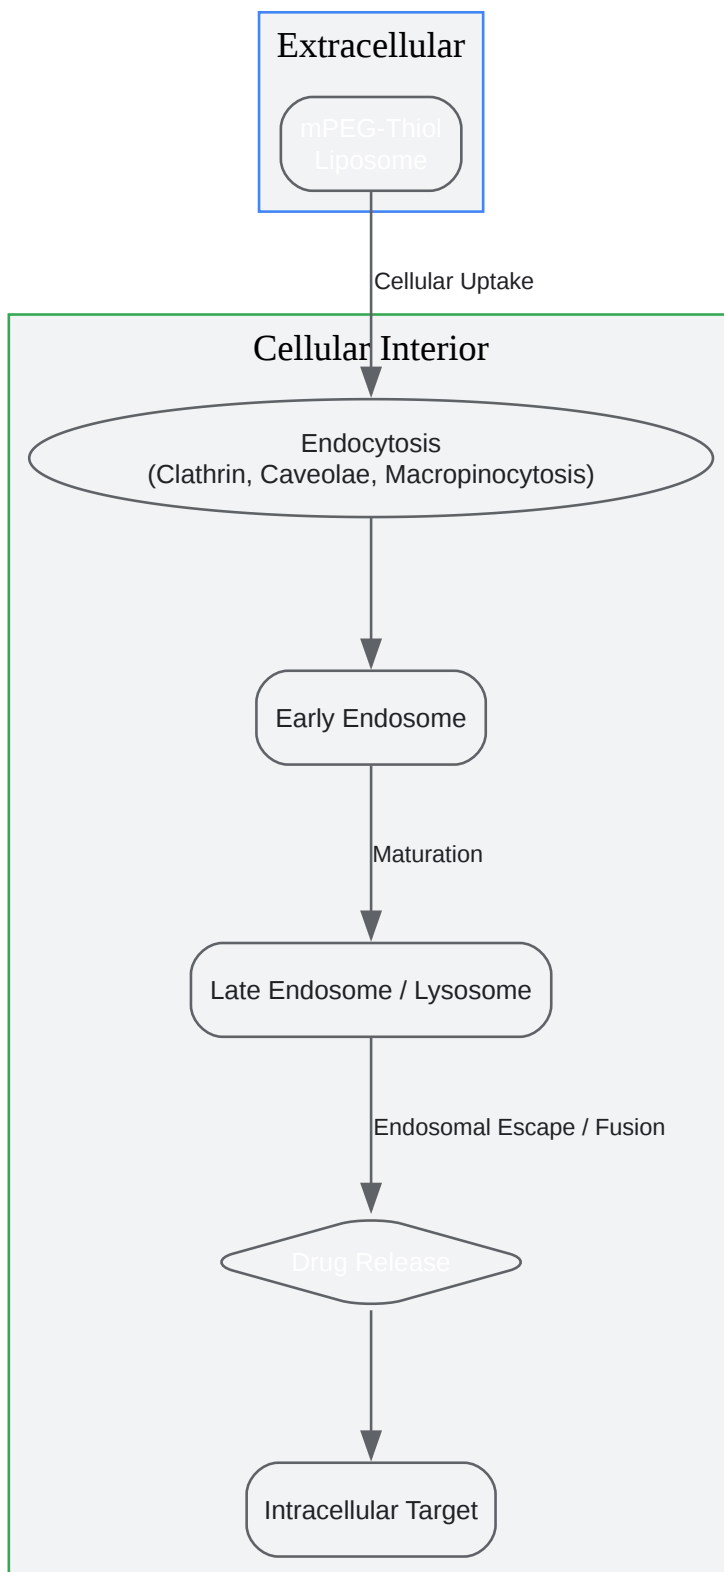 Extracellular
mPEG-Thiol
Liposome
Cellular Uptake
Cellular Interior
Endocytosis
(Clathrin, Caveolae, Macropinocytosis)
Early Endosome
Maturation
Late Endosome / Lysosome
Endosomal Escape / Fusion
Drug Release
Intracellular Target